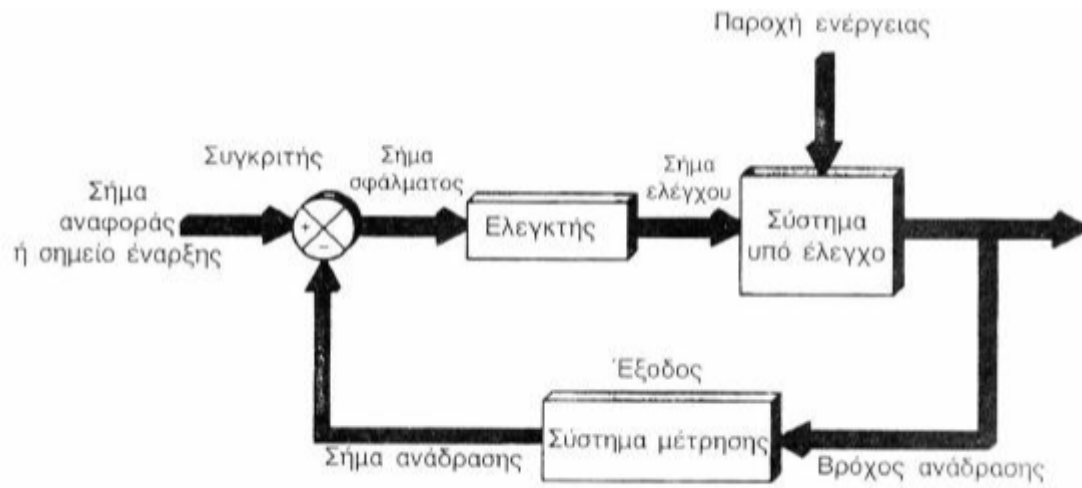 Παροχή ενέργειας
Συγκριτής
Σήμα
σφάλματος
Σήμα
ελέγχου
Σήμα
αναφοράς
ή σημείο έναρξης
+
−
Ελεγκτής
Σύστημα
υπό έλεγχο
Έξοδος
Σύστημα μέτρησης
Σήμα ανάδρασης
Βρόχος ανάδρασης